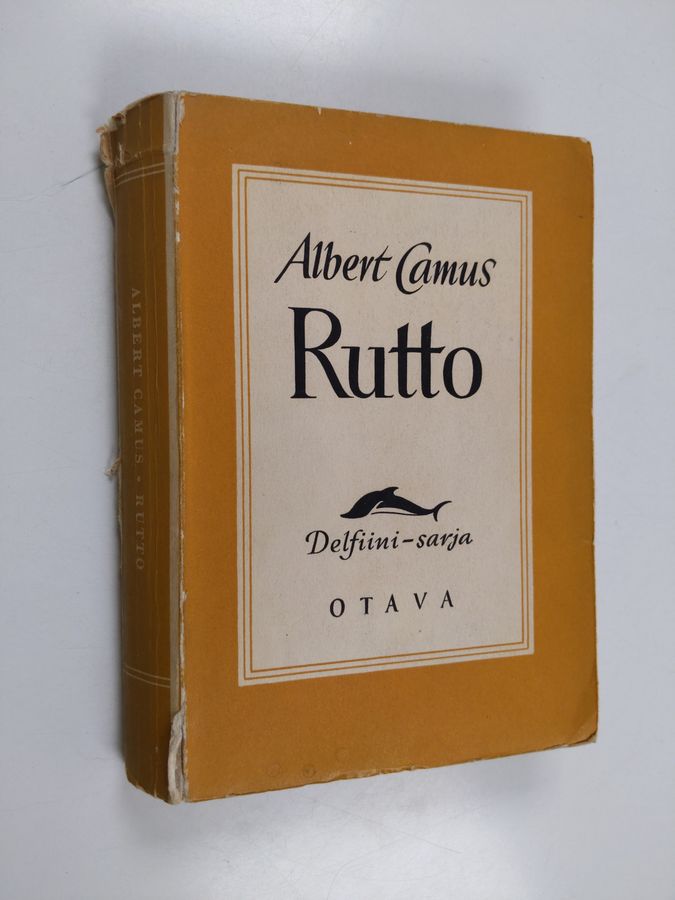 Albert Camus
Rutto
Delfiini-sarja
OTAVA
ALBERT CAMUS • RUTTO